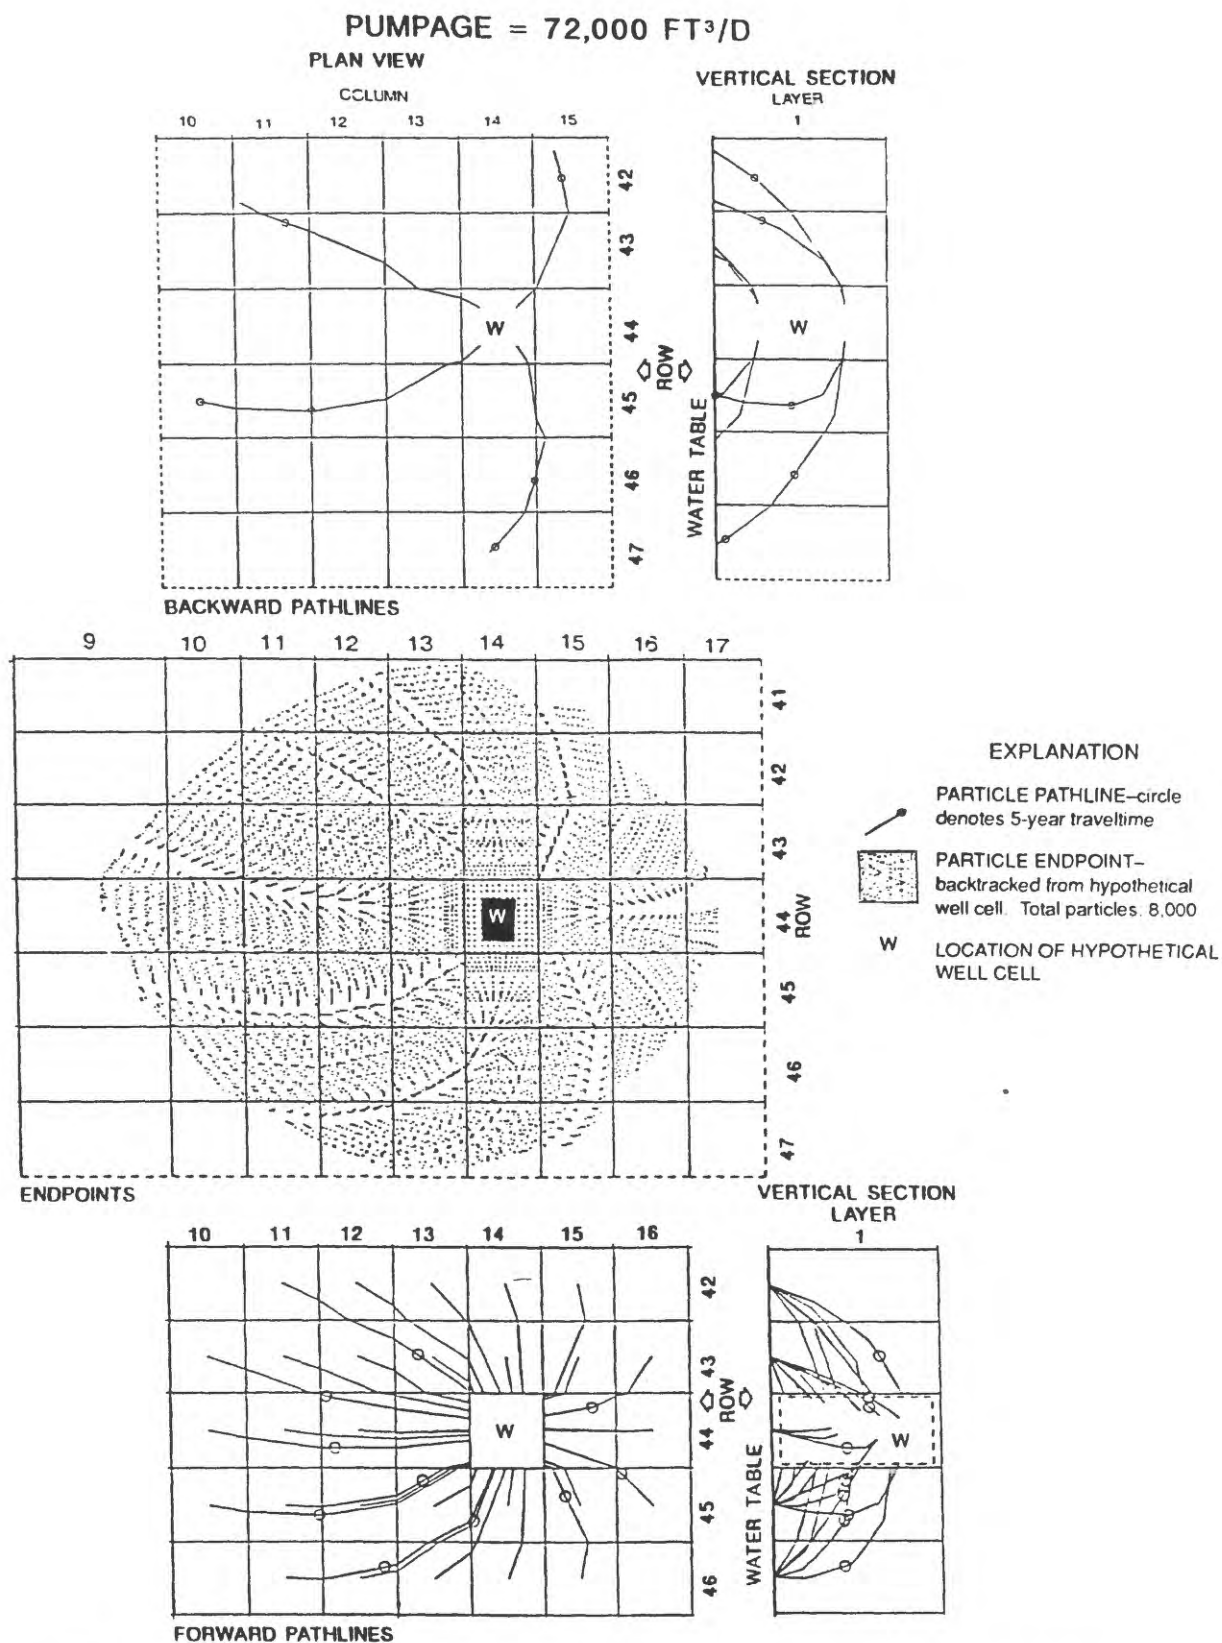 PUMPAGE = 72,000 FT³/D
PLAN VIEW
COLUMN
10 11 12 13 14 15
VERTICAL SECTION
LAYER
1
42
43
44
45
46
47
ROW
WATER TABLE
W
W
BACKWARD PATHLINES
9 10 11 12 13 14 15 16 17
41
42
43
44
45
46
47
ROW
W
ENDPOINTS
EXPLANATION
PARTICLE PATHLINE–circle
denotes 5-year traveltime
PARTICLE ENDPOINT–
backtracked from hypothetical
well cell. Total particles: 8,000
W LOCATION OF HYPOTHETICAL
WELL CELL
VERTICAL SECTION
LAYER
1
10 11 12 13 14 15 16
42
43
44
45
46
ROW
WATER TABLE
W
W
FORWARD PATHLINES